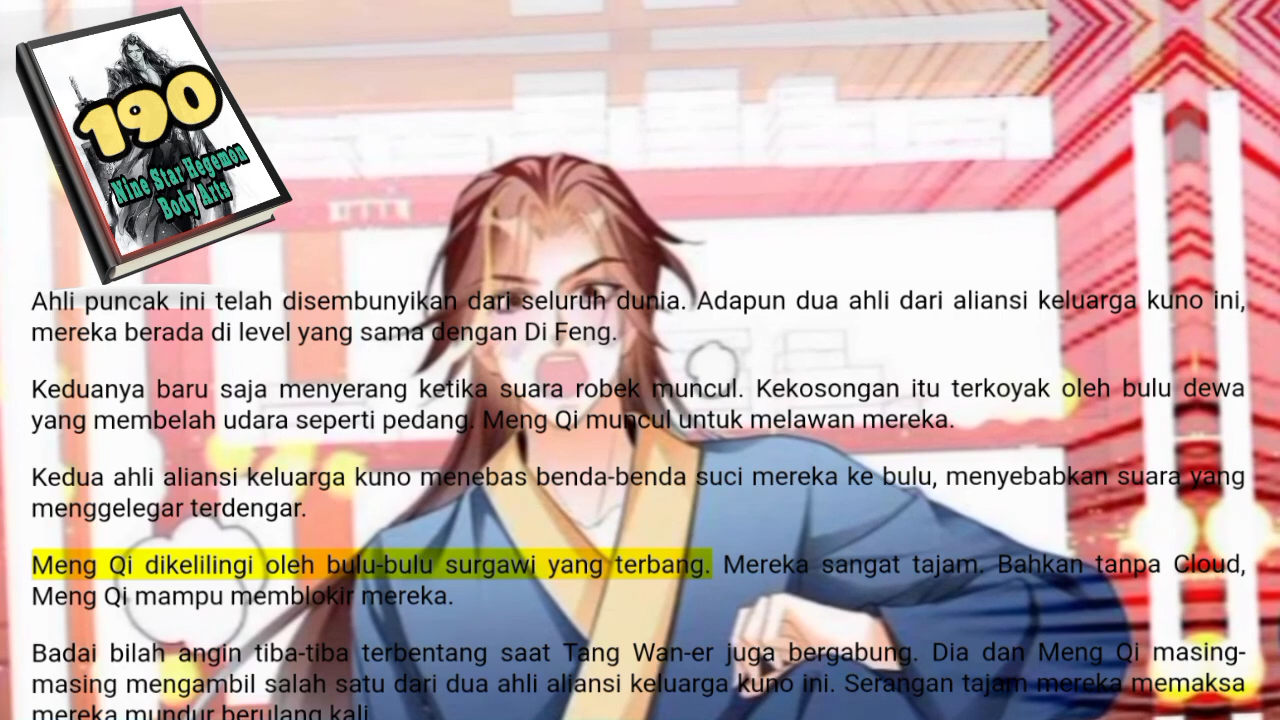 190
Nine Star Hegemon
Body Arts
Ahli puncak ini telah disembunyikan dari seluruh dunia. Adapun dua ahli dari aliansi keluarga kuno ini,
mereka berada di level yang sama dengan Di Feng.
Keduanya baru saja menyerang ketika suara robek muncul. Kekosongan itu terkoyak oleh bulu dewa
yang membelah udara seperti pedang. Meng Qi muncul untuk melawan mereka.
Kedua ahli aliansi keluarga kuno menebas benda-benda suci mereka ke bulu, menyebabkan suara yang
menggelegar terdengar.
Meng Qi dikelilingi oleh bulu-bulu surgawi yang terbang. Mereka sangat tajam. Bahkan tanpa Cloud,
Meng Qi mampu memblokir mereka.
Badai bilah angin tiba-tiba terbentang saat Tang Wan-er juga bergabung. Dia dan Meng Qi masing-
masing mengambil salah satu dari dua ahli aliansi keluarga kuno ini. Serangan tajam mereka memaksa
mereka mundur berulang kali.